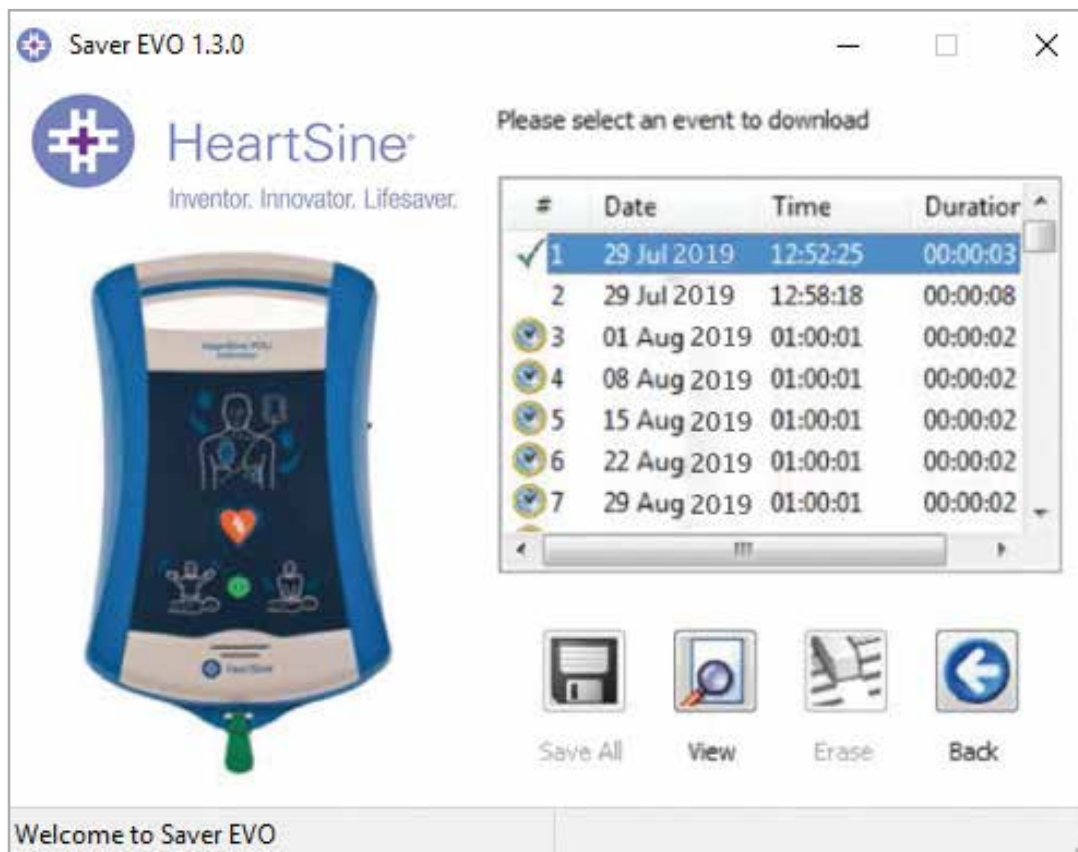 Saver EVO 1.3.0
HeartSine®
Inventor. Innovator. Lifesaver.
Please select an event to download
# Date Time Duration
1 29 Jul 2019 12:52:25 00:00:03
2 29 Jul 2019 12:58:18 00:00:08
3 01 Aug 2019 01:00:01 00:00:02
4 08 Aug 2019 01:00:01 00:00:02
5 15 Aug 2019 01:00:01 00:00:02
6 22 Aug 2019 01:00:01 00:00:02
7 29 Aug 2019 01:00:01 00:00:02
HeartSine
Save All View Erase Back
Welcome to Saver EVO